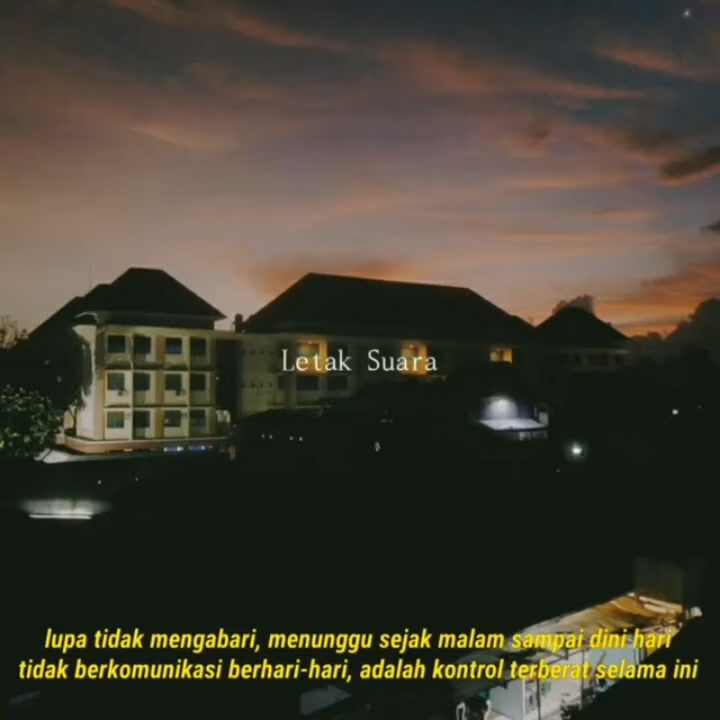 Letak Suara
lupa tidak mengabari, menunggu sejak malam sampai dini hari
tidak berkomunikasi berhari-hari, adalah kontrol terberat selama ini